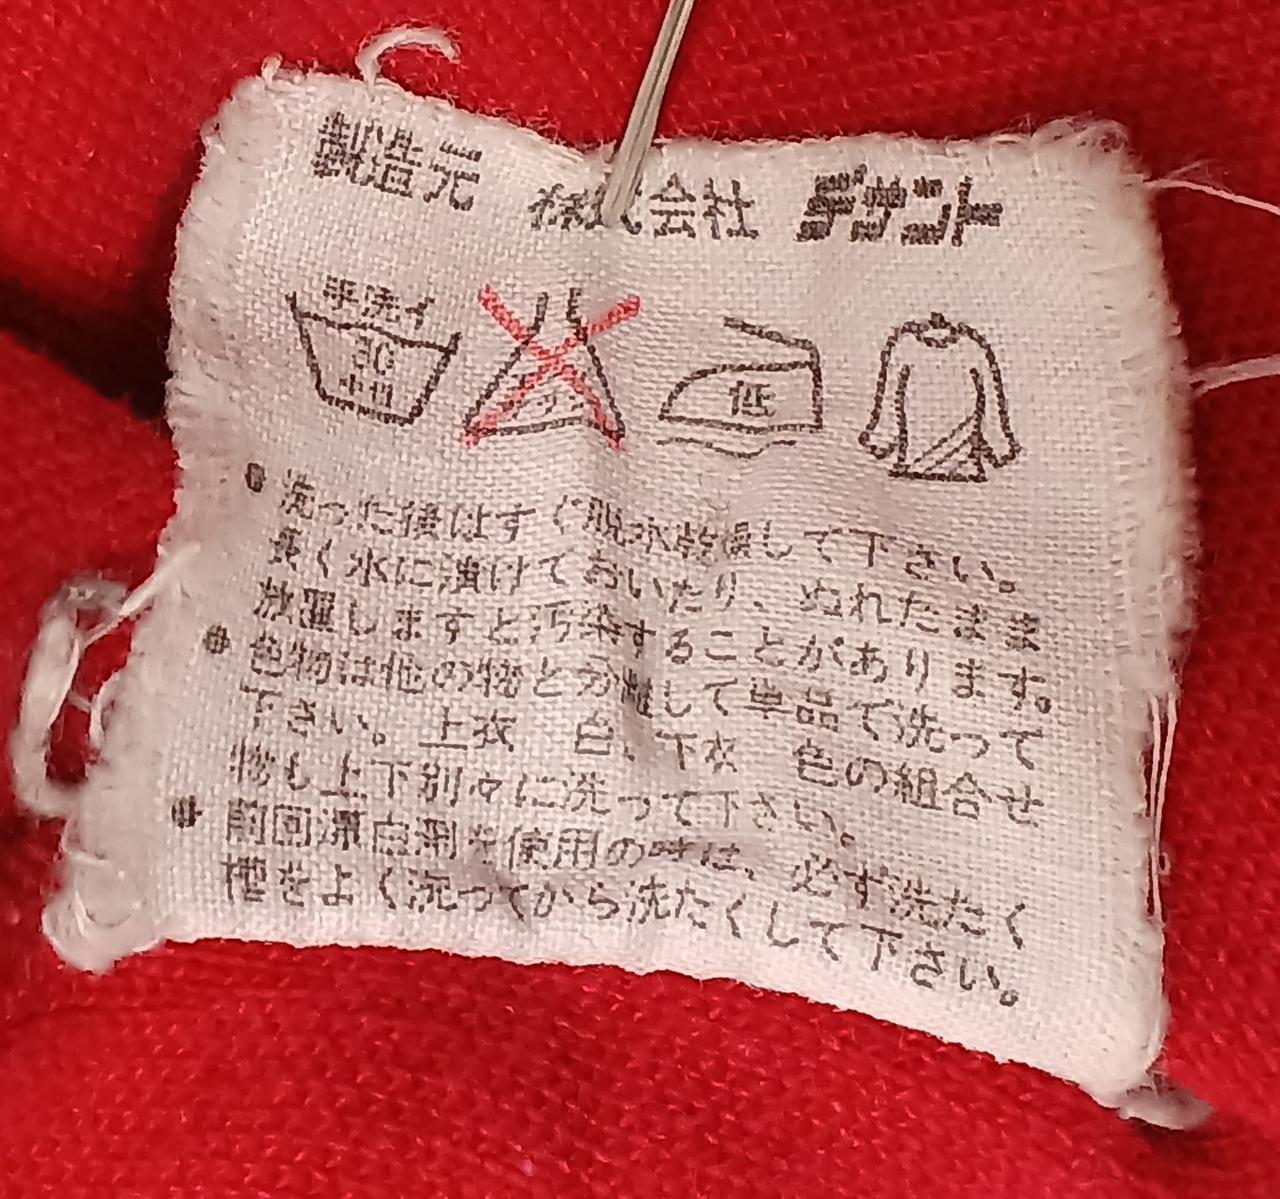 製造元 株式会社 デサント
手洗イ
30
中性
低
●洗った後はすぐ脱水乾燥して下さい。
長く水に漬けておいたり、ぬれたまま
放置しますと汚染することがあります。
●色物は他の物と分離して単品で洗って
下さい。上衣 色、下衣 色の組合せ
物も上下別々に洗って下さい。
●前回漂白剤を使用の時は、必ず洗たく
槽をよく洗ってから洗たくして下さい。